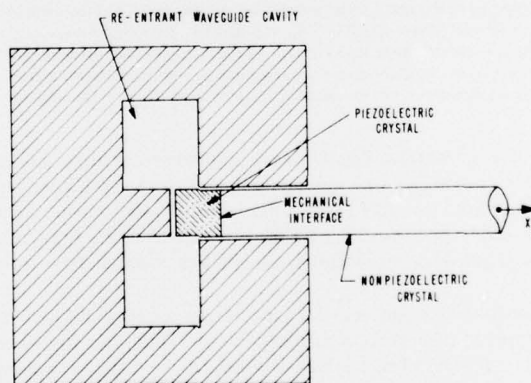 RE-ENTRANT WAVEGUIDE CAVITY
PIEZOELECTRIC
CRYSTAL
MECHANICAL
INTERFACE
X
NONPIEZOELECTRIC
CRYSTAL